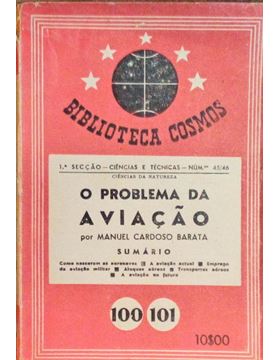 BIBLIOTECA COSMOS
1.ª SECÇÃO — CIÊNCIAS E TÉCNICAS — NÚM.ᵒˢ 45/46
CIÊNCIAS DA NATUREZA
O PROBLEMA DA
AVIAÇÃO
por MANUEL CARDOSO BARATA
SUMÁRIO
Como nasceram as aeronaves ■ A aviação actual ■ Emprego
da aviação militar ■ Ataques aéreos ■ Transportes aéreos
■ A aviação no futuro
100 101
10$00